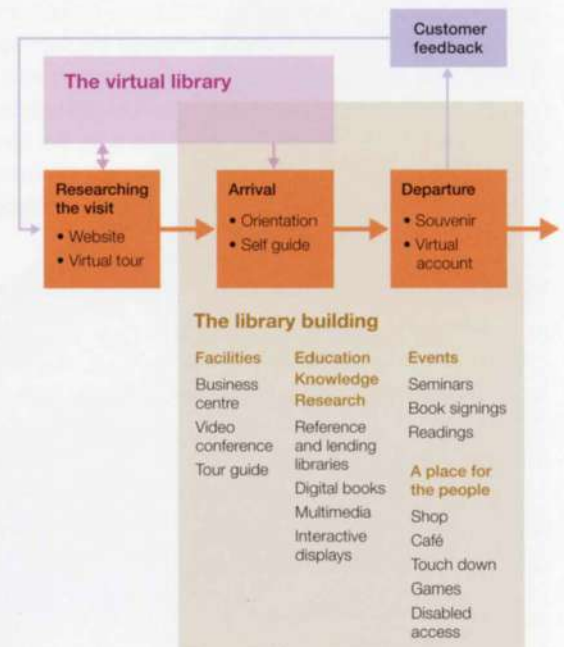 Customer
feedback
The virtual library
Researching
the visit
• Website
• Virtual tour
Arrival
• Orientation
• Self guide
Departure
• Souvenir
• Virtual
account
The library building
Facilities
Business
centre
Video
conference
Tour guide
Education
Knowledge
Research
Reference
and lending
libraries
Digital books
Multimedia
Interactive
displays
Events
Seminars
Book signings
Readings
A place for
the people
Shop
Café
Touch down
Games
Disabled
access